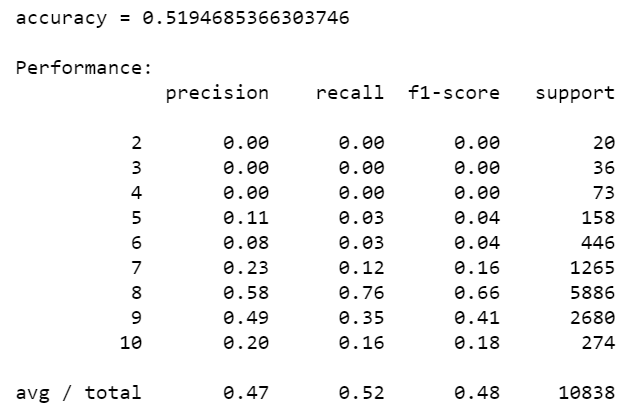 accuracy = 0.5194685366303746
Performance:
precision recall f1-score support
2 0.00 0.00 0.00 20
3 0.00 0.00 0.00 36
4 0.00 0.00 0.00 73
5 0.11 0.03 0.04 158
6 0.08 0.03 0.04 446
7 0.23 0.12 0.16 1265
8 0.58 0.76 0.66 5886
9 0.49 0.35 0.41 2680
10 0.20 0.16 0.18 274
avg / total 0.47 0.52 0.48 10838